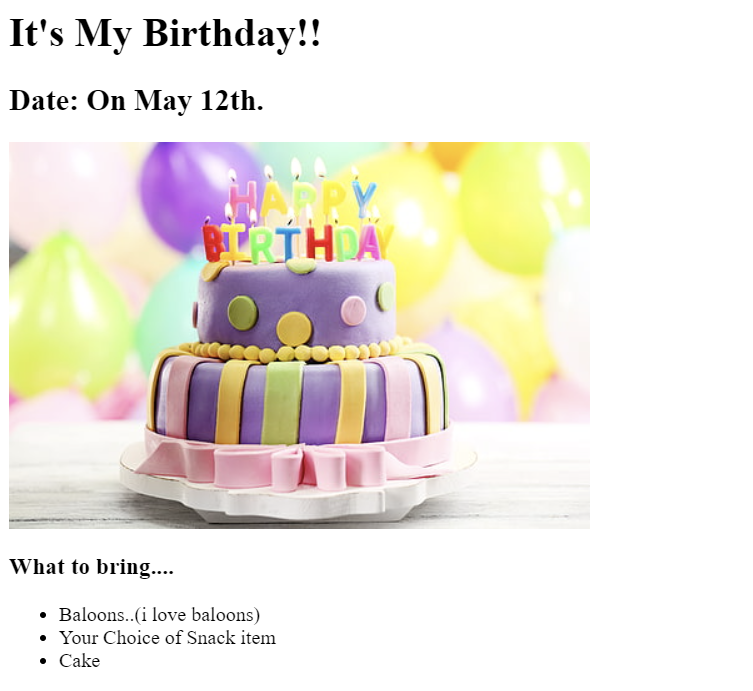 It's My Birthday!!
Date: On May 12th.
HAPPY
BIRTHDAY
What to bring....
Baloons..(i love baloons)
Your Choice of Snack item
Cake